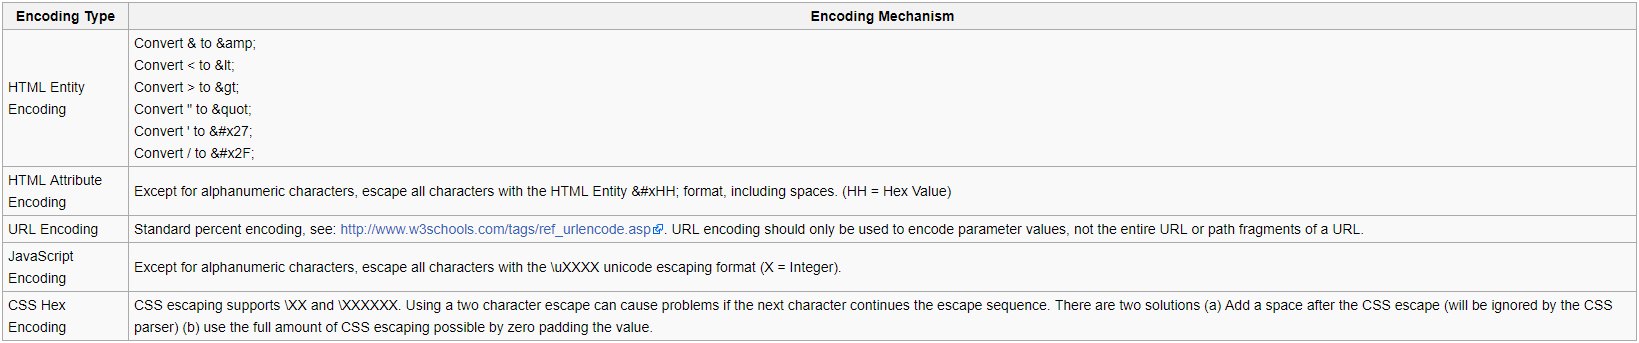 Encoding Type Encoding Mechanism
HTML Entity
Encoding
Convert & to &amp;
Convert < to &lt;
Convert > to &gt;
Convert " to &quot;
Convert ' to &#x27;
Convert / to &#x2F;
HTML Attribute
Encoding
Except for alphanumeric characters, escape all characters with the HTML Entity &#xHH; format, including spaces. (HH = Hex Value)
URL Encoding
Standard percent encoding, see: http://www.w3schools.com/tags/ref_urlencode.asp. URL encoding should only be used to encode parameter values, not the entire URL or path fragments of a URL.
JavaScript
Encoding
Except for alphanumeric characters, escape all characters with the \uXXXX unicode escaping format (X = Integer).
CSS Hex
Encoding
CSS escaping supports \XX and \XXXXXX. Using a two character escape can cause problems if the next character continues the escape sequence. There are two solutions (a) Add a space after the CSS escape (will be ignored by the CSS
parser) (b) use the full amount of CSS escaping possible by zero padding the value.